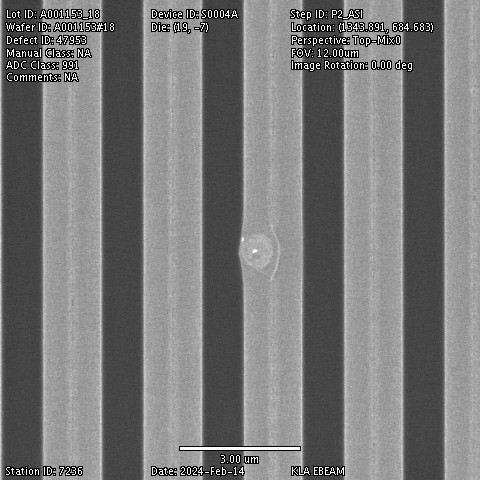 Lot ID: A001153_18
Wafer ID: A001153#18
Defect ID: 47953
Manual Class: NA
ADC Class: 991
Comments: NA
Device ID: S0004A
Die: (19, -7)
Step ID: P2_ASI
Location: (1343.891, 684.683)
Perspective: Top-Mix0
FOV: 12.00um
Image Rotation: 0.00 deg
3.00 um
Station ID: 7236
Date: 2024-Feb-14
KLA EBEAM